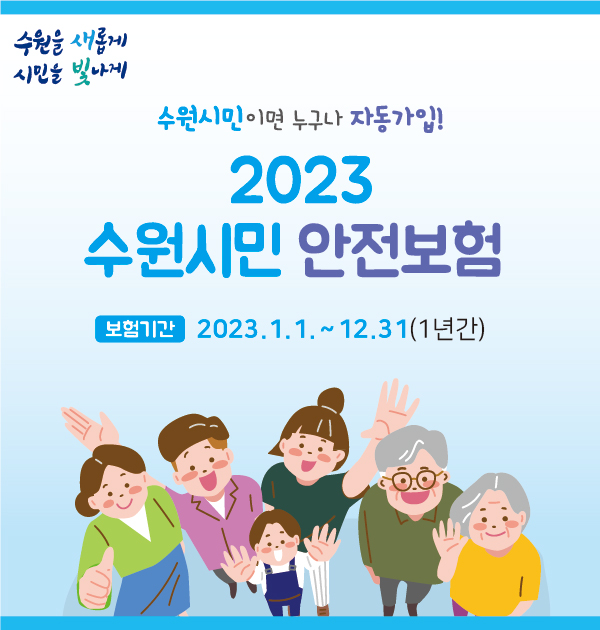 수원을 새롭게
시민을 빛나게
수원시민이면 누구나 자동가입!
2023
수원시민 안전보험
보험기간 2023.1.1.~12.31(1년간)